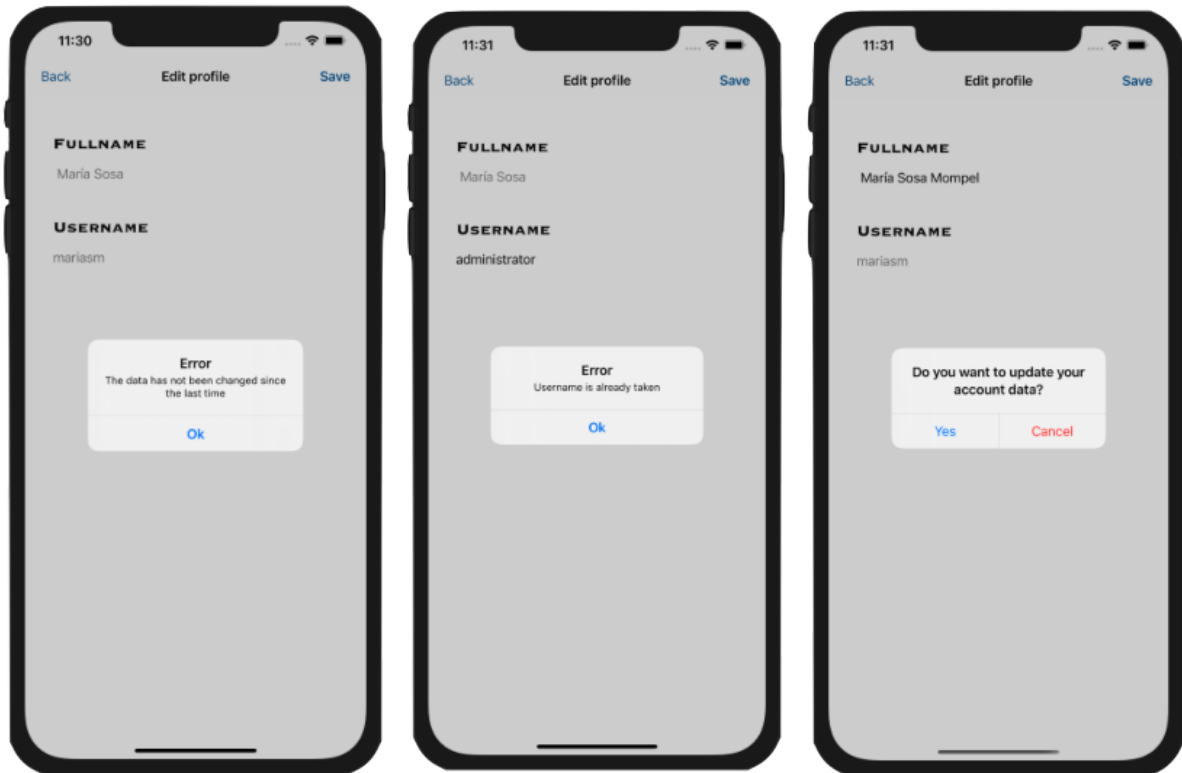 11:30
Back Edit profile Save
FULLNAME
María Sosa
USERNAME
mariasm
Error
The data has not been changed since
the last time
Ok
11:31
Back Edit profile Save
FULLNAME
María Sosa
USERNAME
administrator
Error
Username is already taken
Ok
11:31
Back Edit profile Save
FULLNAME
María Sosa Mompel
USERNAME
mariasm
Do you want to update your
account data?
Yes Cancel